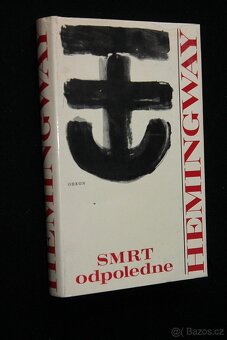 HEMINGWAY
ODEON
SMRT
odpoledne
HEMINGWAY
© Bazos.cz